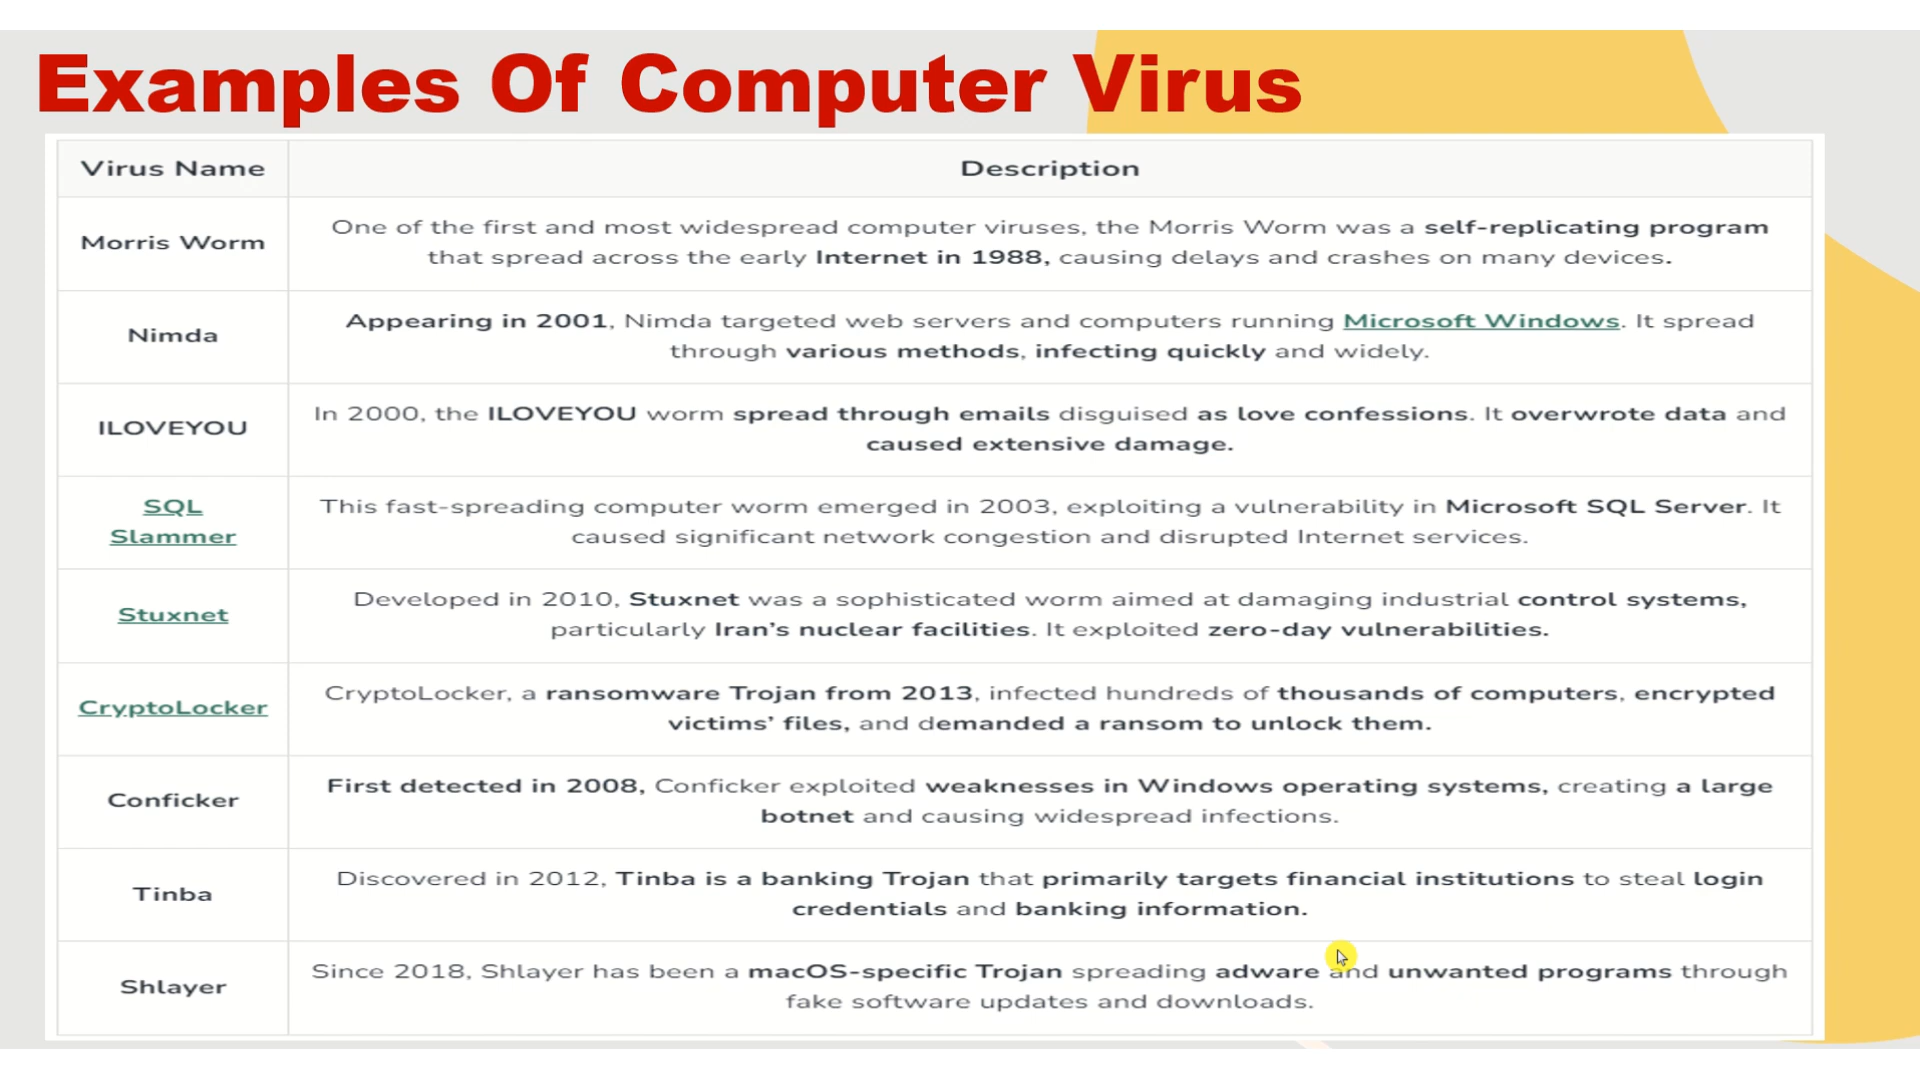 Examples Of Computer Virus
Virus Name
Description
Morris Worm
One of the first and most widespread computer viruses, the Morris Worm was a self-replicating program
that spread across the early Internet in 1988, causing delays and crashes on many devices.
Nimda
Appearing in 2001, Nimda targeted web servers and computers running Microsoft Windows. It spread
through various methods, infecting quickly and widely.
ILOVEYOU
In 2000, the ILOVEYOU worm spread through emails disguised as love confessions. It overwrote data and
caused extensive damage.
SQL
Slammer
This fast-spreading computer worm emerged in 2003, exploiting a vulnerability in Microsoft SQL Server. It
caused significant network congestion and disrupted Internet services.
Stuxnet
Developed in 2010, Stuxnet was a sophisticated worm aimed at damaging industrial control systems,
particularly Iran’s nuclear facilities. It exploited zero-day vulnerabilities.
CryptoLocker
CryptoLocker, a ransomware Trojan from 2013, infected hundreds of thousands of computers, encrypted
victims’ files, and demanded a ransom to unlock them.
Conficker
First detected in 2008, Conficker exploited weaknesses in Windows operating systems, creating a large
botnet and causing widespread infections.
Tinba
Discovered in 2012, Tinba is a banking Trojan that primarily targets financial institutions to steal login
credentials and banking information.
Shlayer
Since 2018, Shlayer has been a macOS-specific Trojan spreading adware and unwanted programs through
fake software updates and downloads.